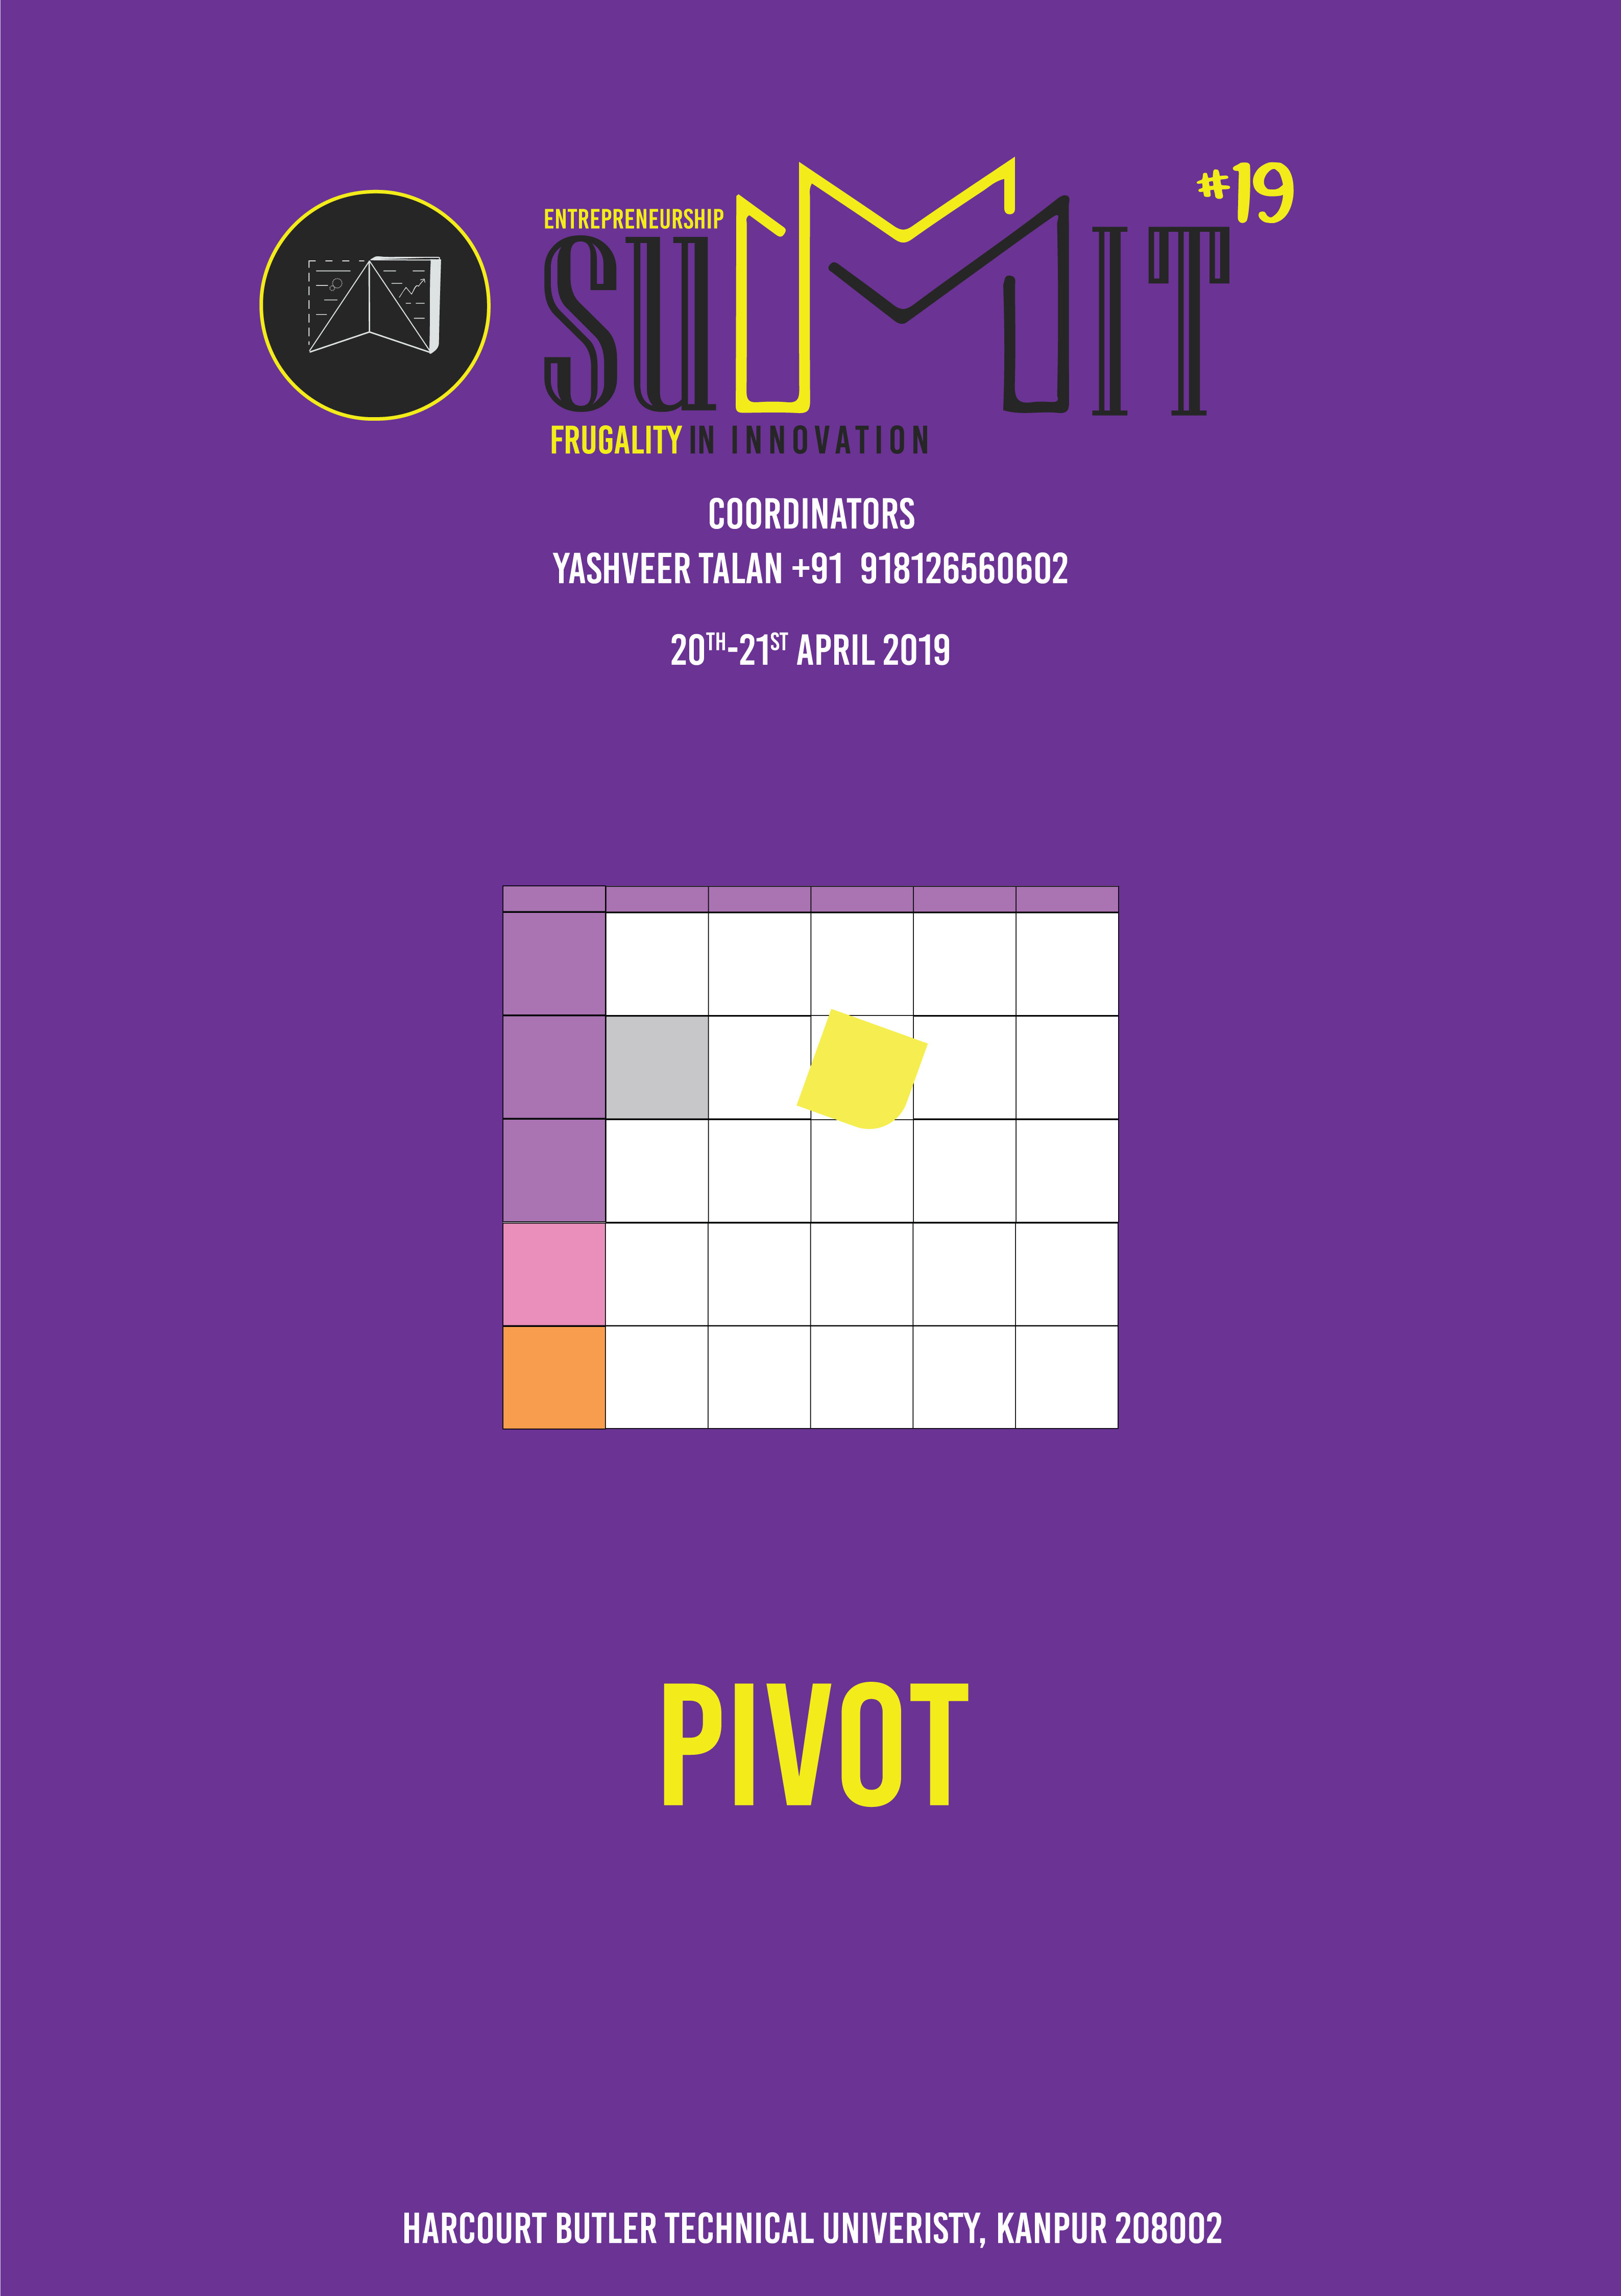 #19
ENTREPRENEURSHIP
SUMMIT
FRUGALITY IN INNOVATION
COORDINATORS
YASHVEER TALAN +91 918126560602
20TH-21ST APRIL 2019
PIVOT
HARCOURT BUTLER TECHNICAL UNIVERISTY, KANPUR 208002